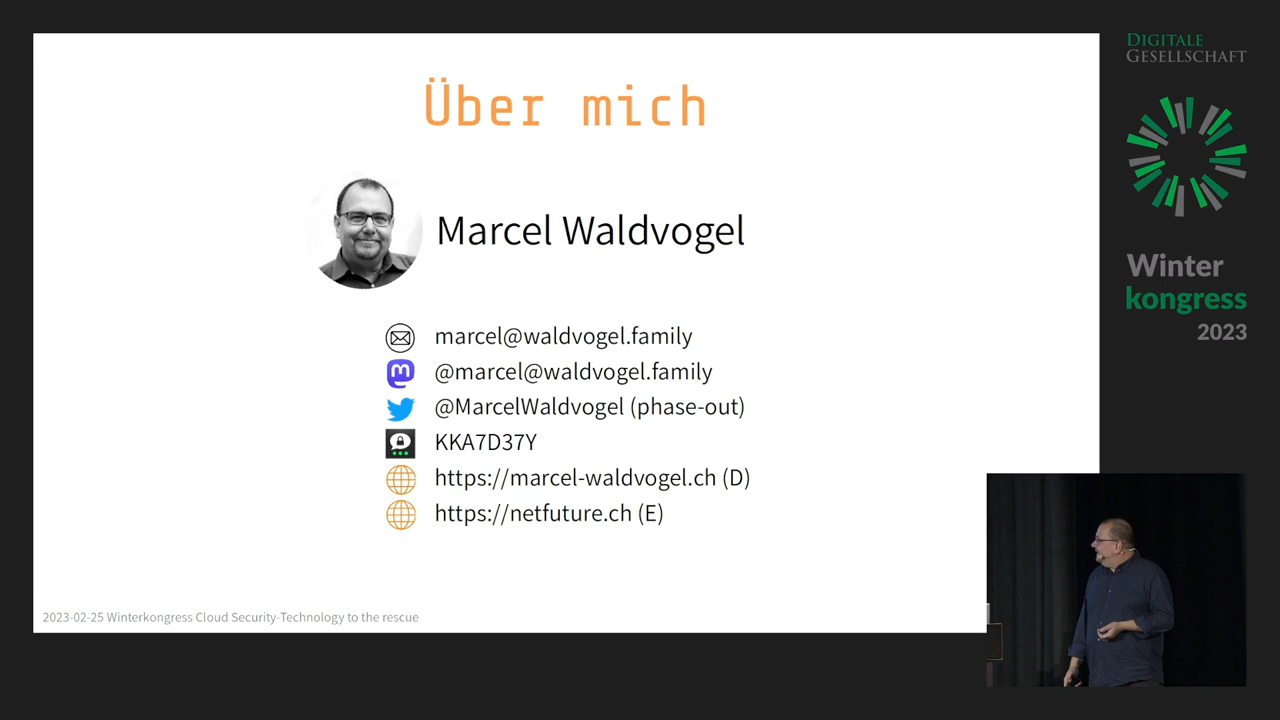 Über mich
Marcel Waldvogel
marcel@waldvogel.family
@marcel@waldvogel.family
@MarcelWaldvogel (phase-out)
KKA7D37Y
https://marcel-waldvogel.ch (D)
https://netfuture.ch (E)
2023-02-25 Winterkongress Cloud Security-Technology to the rescue
DIGITALE
GESELLSCHAFT
Winter
kongress
2023